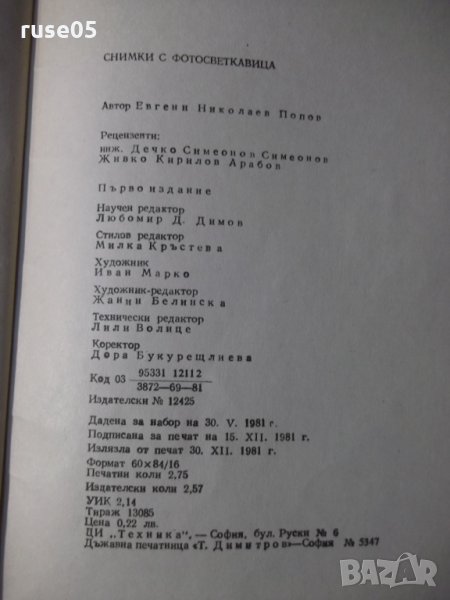 ruse05
СНИМКИ С ФОТОСВЕТКАВИЦА
Автор Евгени Николаев Попов
Рецензенти:
инж. Дечко Симеонов Симеонов
Живко Кирилов Арабов
Първо издание
Научен редактор
Любомир Д. Димов
Стилов редактор
Милка Кръстева
Художник
Иван Марко
Художник-редактор
Жанин Белинска
Технически редактор
Лили Волице
Коректор
Дора Букурещлиева
Код 03 95331 12112
3872—69—81
Издателски № 12425
Дадена за набор на 30. V. 1981 г.
Подписана за печат на 15. XII. 1981 г.
Излязла от печат 30. XII. 1981 г.
Формат 60×84/16
Печатни коли 2,75
Издателски коли 2,57
УИК 2,14
Тираж 13085
Цена 0,22 лв.
ЦИ „Техника",—София, бул. Руски № 6
Държавна печатница «Т. Димитров»—София № 5347
BAZAR.bg